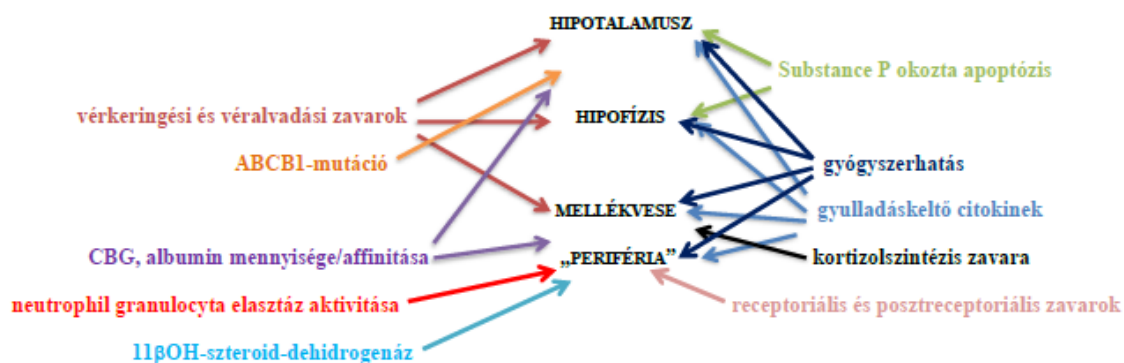 HIPOTALAMUSZ
Substance P okozta apoptózis
vérkeringési és véralvadási zavarok
HIPOFÍZIS
ABCB1-mutáció
gyógyszerhatás
MELLÉKVESE
gyulladáskeltő citokinek
CBG, albumin mennyisége/affinitása
„PERIFÉRIA”
kortizolszintézis zavara
neutrophil granulocyta elasztáz aktivitása
receptoriális és posztreceptoriális zavarok
11βOH-szteroid-dehidrogenáz